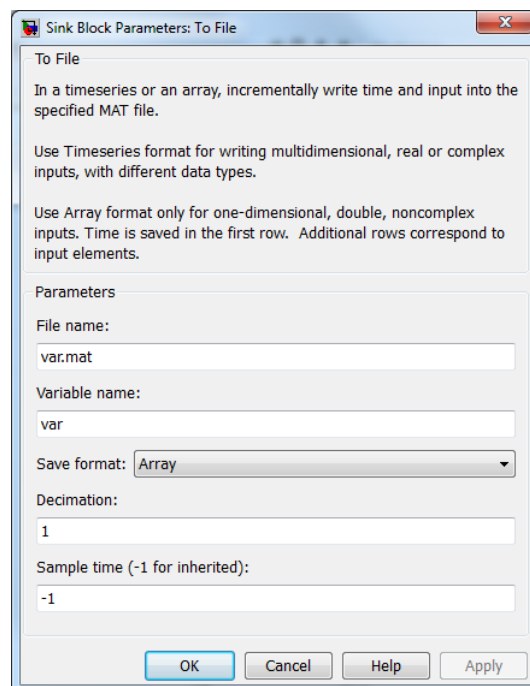 Sink Block Parameters: To File
To File
In a timeseries or an array, incrementally write time and input into the
specified MAT file.
Use Timeseries format for writing multidimensional, real or complex
inputs, with different data types.
Use Array format only for one-dimensional, double, noncomplex
inputs. Time is saved in the first row.  Additional rows correspond to
input elements.
Parameters
File name:
var.mat
Variable name:
var
Save format: Array
Decimation:
1
Sample time (-1 for inherited):
-1
OK Cancel Help Apply